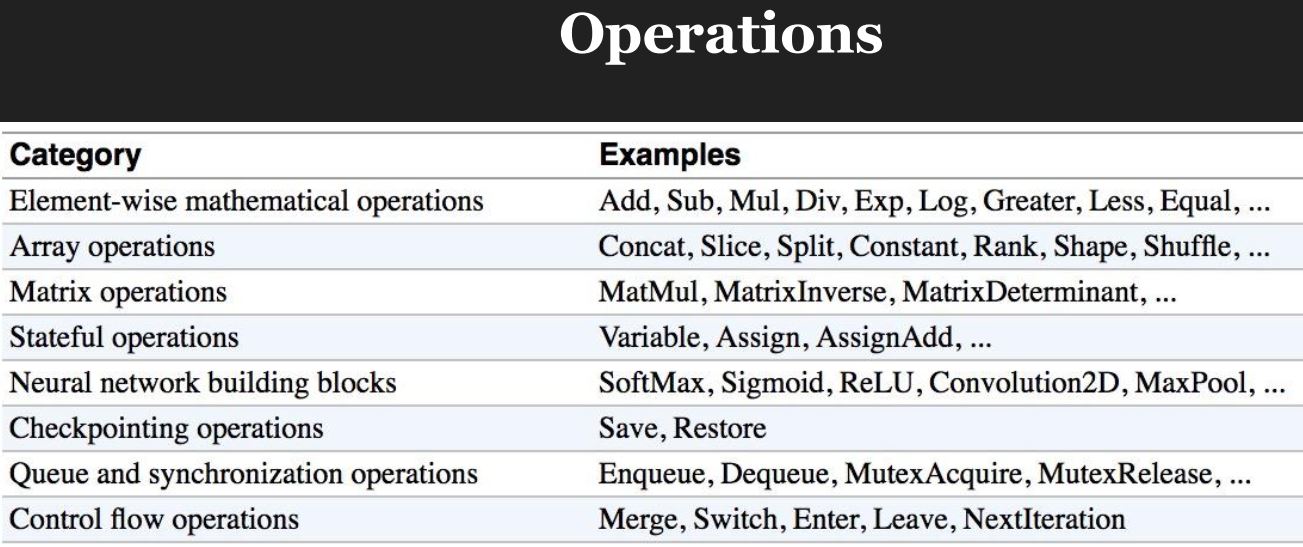 Operations
Category Examples
Element-wise mathematical operations Add, Sub, Mul, Div, Exp, Log, Greater, Less, Equal, ...
Array operations Concat, Slice, Split, Constant, Rank, Shape, Shuffle, ...
Matrix operations MatMul, MatrixInverse, MatrixDeterminant, ...
Stateful operations Variable, Assign, AssignAdd, ...
Neural network building blocks SoftMax, Sigmoid, ReLU, Convolution2D, MaxPool, ...
Checkpointing operations Save, Restore
Queue and synchronization operations Enqueue, Dequeue, MutexAcquire, MutexRelease, ...
Control flow operations Merge, Switch, Enter, Leave, NextIteration